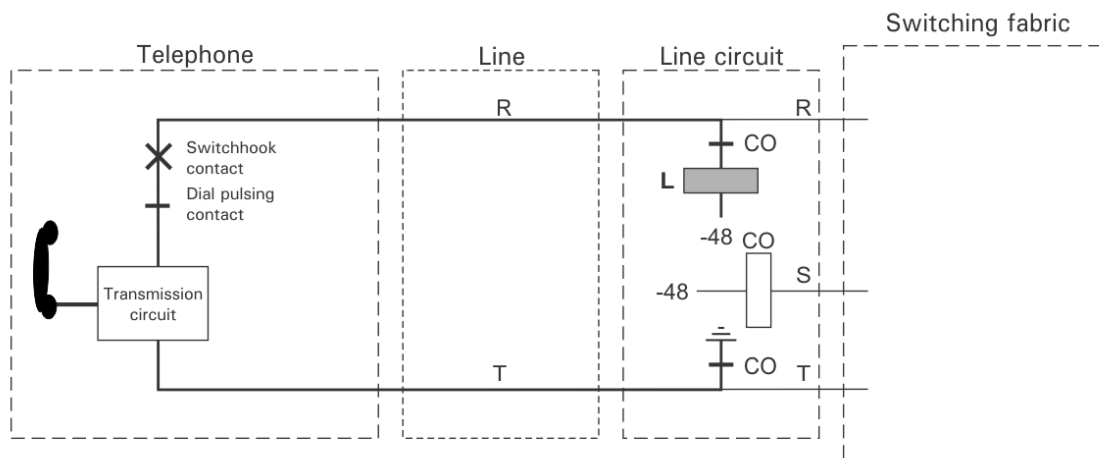 Switching fabric
Telephone
Line
Line circuit
R
R
Switchhook
contact
CO
L
Dial pulsing
contact
-48
CO
Transmission
circuit
-48
S
-
CO
T
T